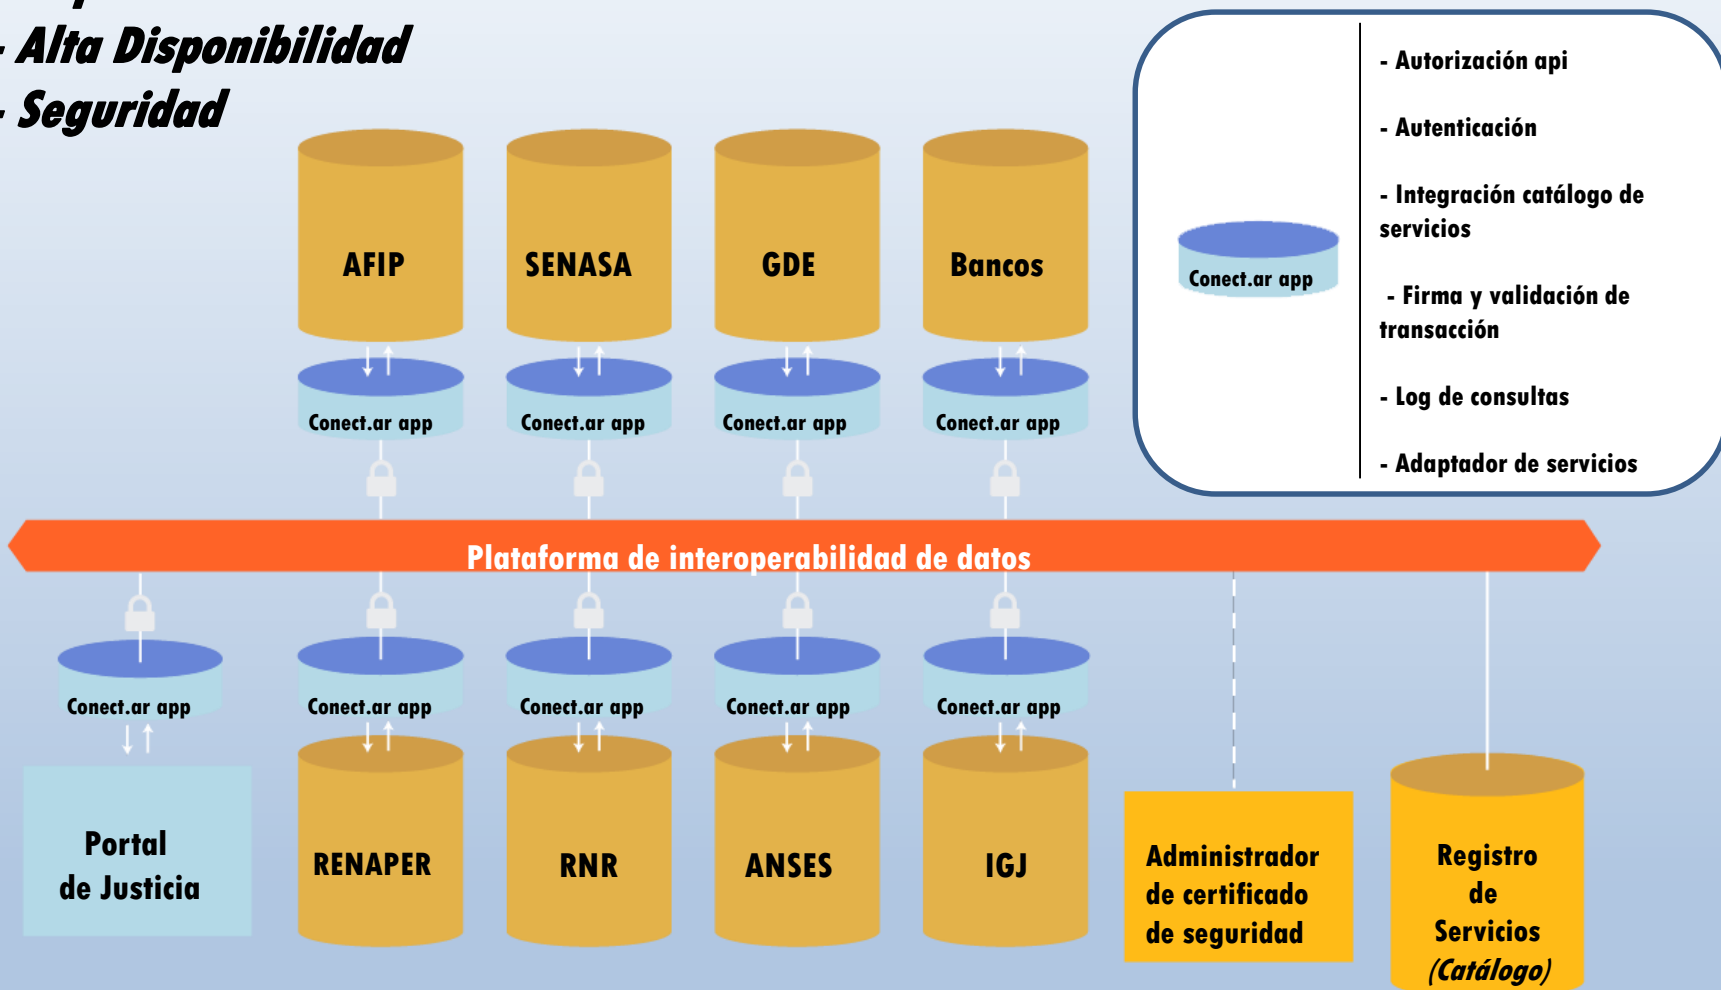 - Alta Disponibilidad
- Seguridad
- Autorización api
- Autenticación
- Integración catálogo de
servicios
- Firma y validación de
transacción
- Log de consultas
- Adaptador de servicios
Conect.ar app
AFIP
SENASA
GDE
Bancos
Conect.ar app
Conect.ar app
Conect.ar app
Conect.ar app
Plataforma de interoperabilidad de datos
Conect.ar app
Conect.ar app
Conect.ar app
Conect.ar app
Conect.ar app
Portal
de Justicia
RENAPER
RNR
ANSES
IGJ
Administrador
de certificado
de seguridad
Registro
de
Servicios
(Catálogo)